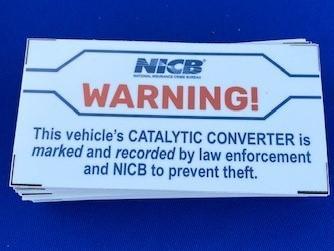 NICB®
NATIONAL INSURANCE CRIME BUREAU
WARNING!
This vehicle's CATALYTIC CONVERTER is
marked and recorded by law enforcement
and NICB to prevent theft.